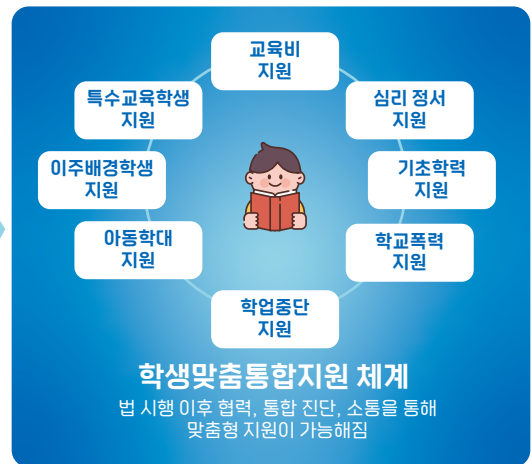 교육비
지원
심리 정서
지원
기초학력
지원
학교폭력
지원
학업중단
지원
아동학대
지원
이주배경학생
지원
특수교육학생
지원
학생맞춤통합지원 체계
법 시행 이후 협력, 통합 진단, 소통을 통해
맞춤형 지원이 가능해짐